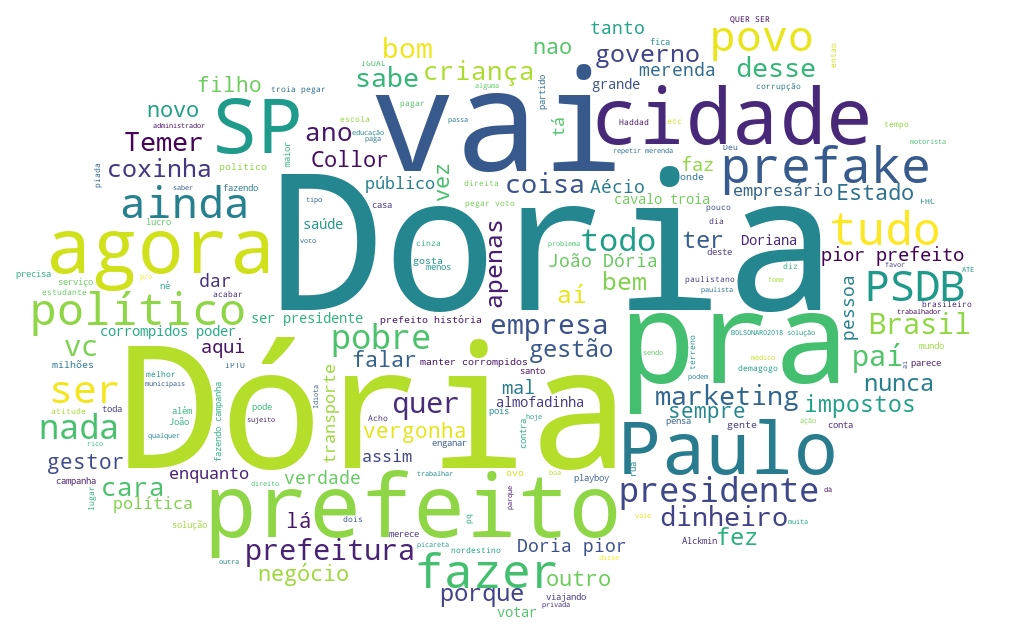 QUER SER
tanto
fica
povo
bom
nao
governo
então
IGUAL
sabe
criança
merenda
desse
filho
troia pegar
vai
alguma
grande
corrupção
partido
novo
SP
ano
pagar
cidade
Haddad
etc
tempo
administrador
escola
tá
Temer
educação
passa
Deu
motorista
paga
Collor
repetir merenda
prefake
piada
coxinha
maior
político
vez
direita
coisa
Aécio
faz
onde
empresário
Estado
FHC
saber
fazendo
público
casa
pegar voto
cavalo troia
pouco
ainda
tipo
Doria
dia
tudo
lucro
voto
saúde
cinza
apenas
problema
todo
ter
deste
Doriana
agora
gosta
menos
João Dória
bem
paulistano
diz
pior prefeito
precisa
serviço
pro
dar
paulista
favor
ATE
estudante
né
acabar
aí
fome
PSDB
brasileiro
trabalhador
político
ser presidente
prefeito história
empresa
pra
BOLSONARO2018 solução
pessoa
Brasil
corrompidos poder
pobre
vc
aqui
IPTU
falar
manter corrompidos
gestão
sendo
terreno
demagogo
mundo
paí
parece
milhões
santo
médico
podem
ser
melhor
municipais
Idiota
mal
marketing
nunca
Dória
quer
almofadinha
sempre
impostos
atitude
toda
além
João
pode
sujeito
Acho
pois
hoje
contra
pensa
gente
ação
conta
nada
fazendo campanha
transporte
vergonha
enganar
qualquer
rico
assim
Paulo
gestor
enquanto
trabalhar
ovo
boa
rua
campanha
cara
verdade
playboy
presidente
dá
lugar
política
direito
prefeito
parque
dinheiro
muita
solução
lá
dois
pq
vale
fez
merece
prefeitura
picareta
nordestino
Doria pior
Alckmin
outra
disse
negócio
fazer
outro
porque
viajando
privada
votar